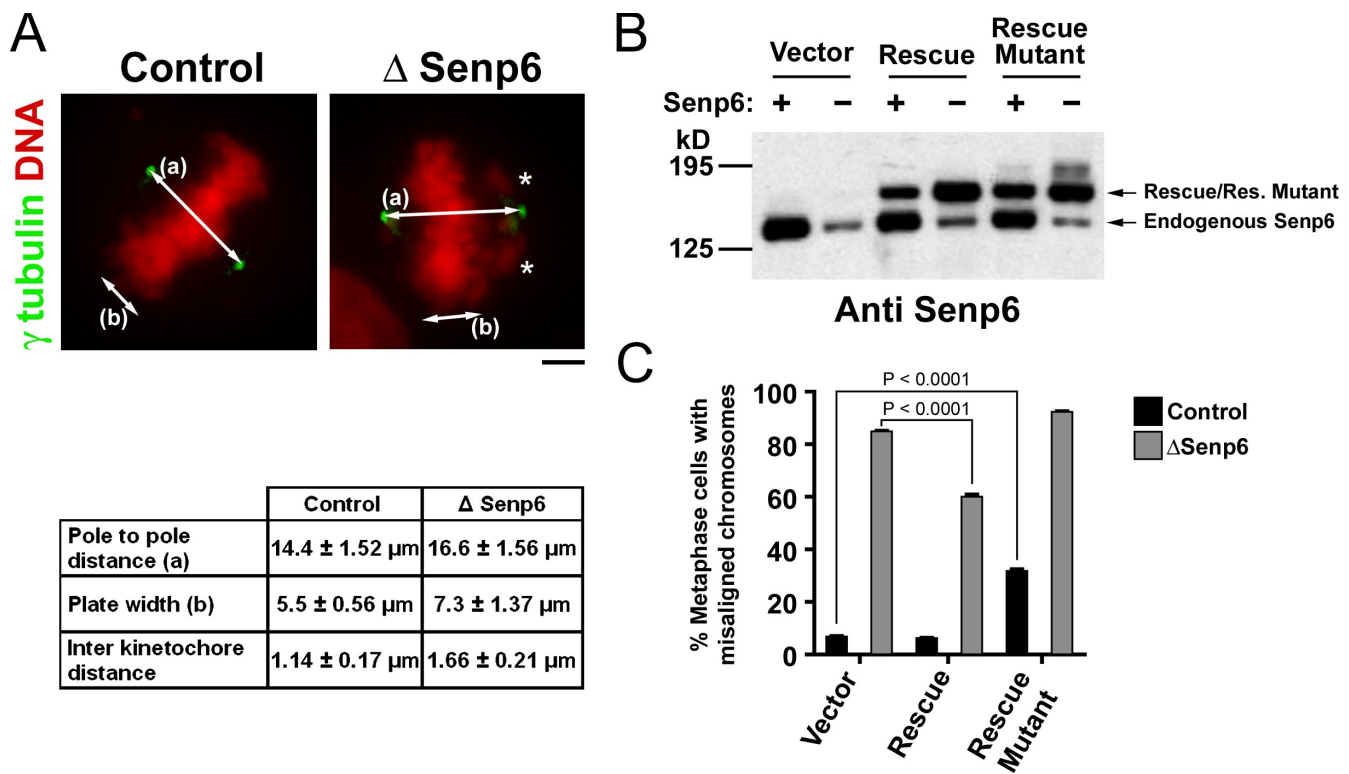 A
Control
Δ Senp6
γ tubulin DNA
(a)
(b)
(a)
*
*
(b)
Control
Δ Senp6
Pole to pole
distance (a)
14.4 ± 1.52 µm
16.6 ± 1.56 µm
Plate width (b)
5.5 ± 0.56 µm
7.3 ± 1.37 µm
Inter kinetochore
distance
1.14 ± 0.17 µm
1.66 ± 0.21 µm
B
Vector
Rescue
Rescue
Mutant
Senp6: + − + − + −
kD
195
125
Rescue/Res. Mutant
Endogenous Senp6
Anti Senp6
C
% Metaphase cells with
misaligned chromosomes
100
80
60
40
20
0
P < 0.0001
P < 0.0001
Control
ΔSenp6
Vector
Rescue
Rescue
Mutant